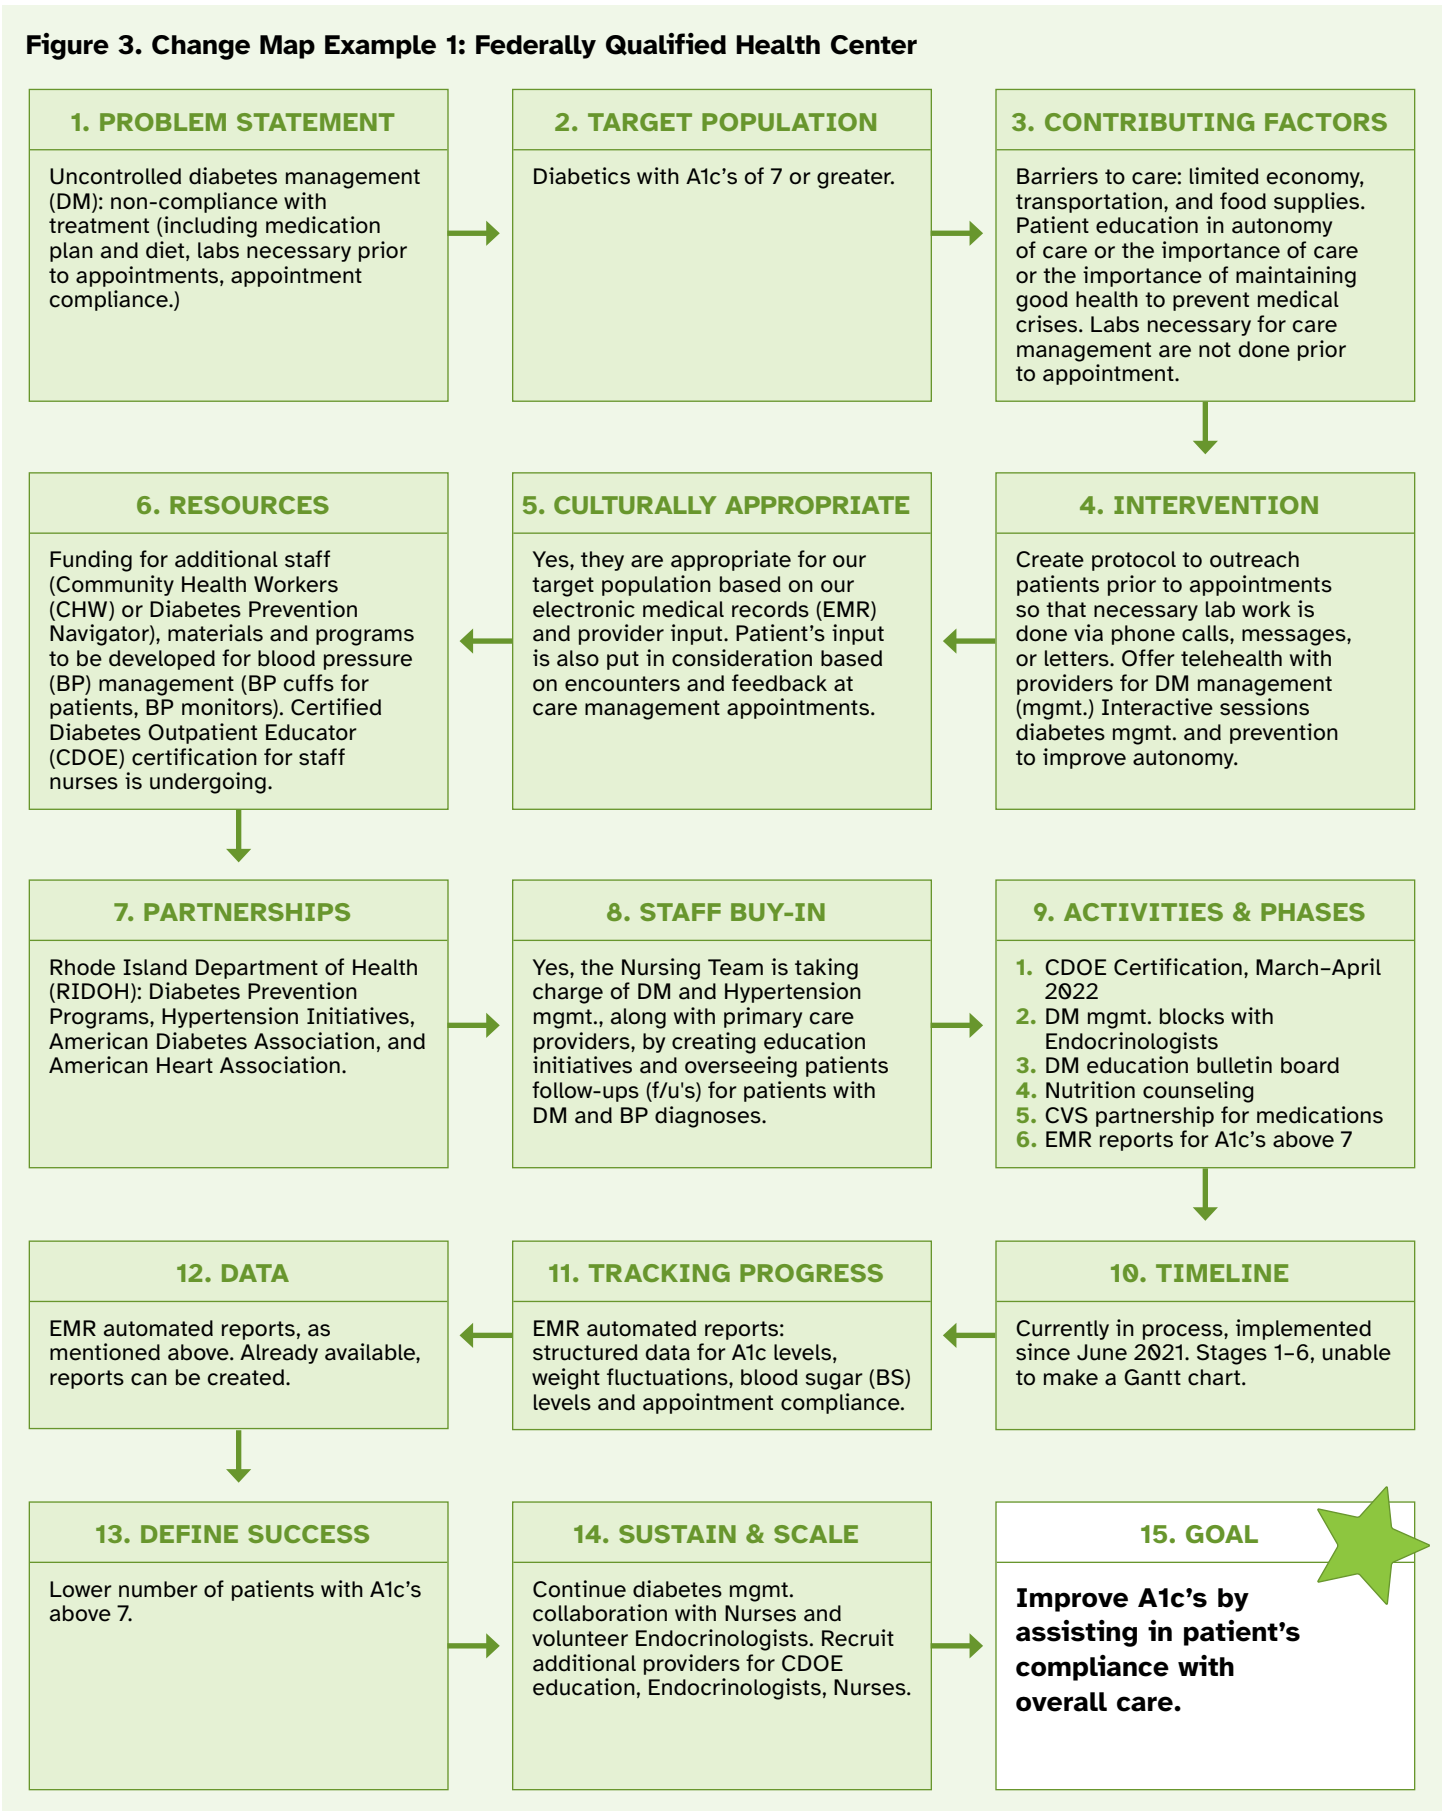 Figure 3. Change Map Example 1: Federally Qualified Health Center
1. PROBLEM STATEMENT
Uncontrolled diabetes management
(DM): non-compliance with
treatment (including medication
plan and diet, labs necessary prior
to appointments, appointment
compliance.)
2. TARGET POPULATION
Diabetics with A1c’s of 7 or greater.
3. CONTRIBUTING FACTORS
Barriers to care: limited economy,
transportation, and food supplies.
Patient education in autonomy
of care or the importance of care
or the importance of maintaining
good health to prevent medical
crises. Labs necessary for care
management are not done prior
to appointment.
4. INTERVENTION
Create protocol to outreach
patients prior to appointments
so that necessary lab work is
done via phone calls, messages,
or letters. Offer telehealth with
providers for DM management
(mgmt.) Interactive sessions
diabetes mgmt. and prevention
to improve autonomy.
5. CULTURALLY APPROPRIATE
Yes, they are appropriate for our
target population based on our
electronic medical records (EMR)
and provider input. Patient’s input
is also put in consideration based
on encounters and feedback at
care management appointments.
6. RESOURCES
Funding for additional staff
(Community Health Workers
(CHW) or Diabetes Prevention
Navigator), materials and programs
to be developed for blood pressure
(BP) management (BP cuffs for
patients, BP monitors). Certified
Diabetes Outpatient Educator
(CDOE) certification for staff
nurses is undergoing.
7. PARTNERSHIPS
Rhode Island Department of Health
(RIDOH): Diabetes Prevention
Programs, Hypertension Initiatives,
American Diabetes Association, and
American Heart Association.
8. STAFF BUY-IN
Yes, the Nursing Team is taking
charge of DM and Hypertension
mgmt., along with primary care
providers, by creating education
initiatives and overseeing patients
follow-ups (f/u's) for patients with
DM and BP diagnoses.
9. ACTIVITIES & PHASES
1. CDOE Certification, March–April
2022
2. DM mgmt. blocks with
Endocrinologists
3. DM education bulletin board
4. Nutrition counseling
5. CVS partnership for medications
6. EMR reports for A1c’s above 7
10. TIMELINE
Currently in process, implemented
since June 2021. Stages 1–6, unable
to make a Gantt chart.
11. TRACKING PROGRESS
EMR automated reports:
structured data for A1c levels,
weight fluctuations, blood sugar (BS)
levels and appointment compliance.
12. DATA
EMR automated reports, as
mentioned above. Already available,
reports can be created.
13. DEFINE SUCCESS
Lower number of patients with A1c’s
above 7.
14. SUSTAIN & SCALE
Continue diabetes mgmt.
collaboration with Nurses and
volunteer Endocrinologists. Recruit
additional providers for CDOE
education, Endocrinologists, Nurses.
15. GOAL
Improve A1c’s by
assisting in patient’s
compliance with
overall care.